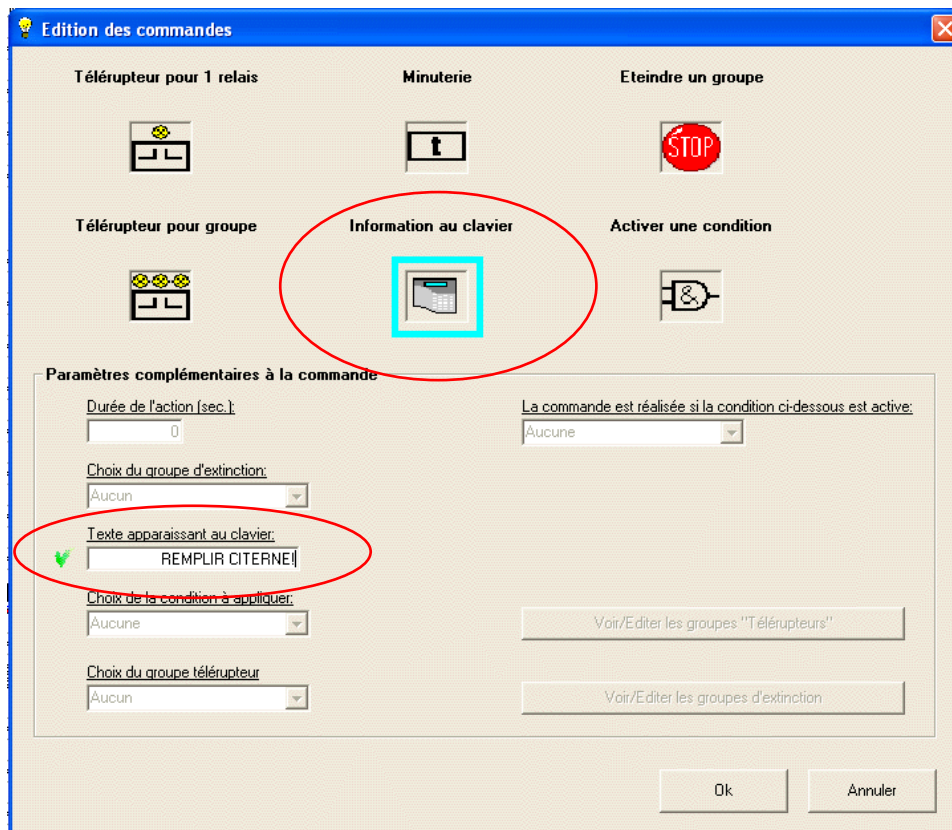 Edition des commandes
Télérupteur pour 1 relais
Minuterie
Eteindre un groupe
t
STOP
Télérupteur pour groupe
Information au clavier
Activer une condition
&
Paramètres complémentaires à la commande
Durée de l'action (sec.):
0
La commande est réalisée si la condition ci-dessous est active:
Aucune
Choix du groupe d'extinction:
Aucun
Texte apparaissant au clavier:
REMPLIR CITERNE!
Choix de la condition à appliquer:
Aucune
Voir/Editer les groupes "Télérupteurs"
Choix du groupe télérupteur
Aucun
Voir/Editer les groupes d'extinction
Ok
Annuler